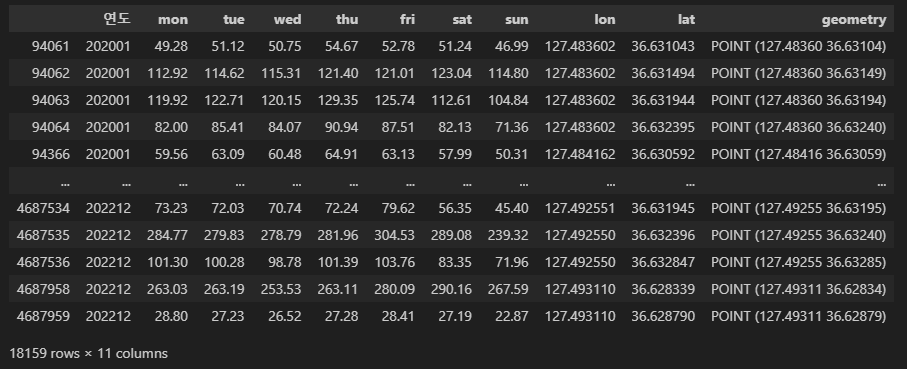 연도 mon tue wed thu fri sat sun lon lat geometry
94061 202001 49.28 51.12 50.75 54.67 52.78 51.24 46.99 127.483602 36.631043 POINT (127.48360 36.63104)
94062 202001 112.92 114.62 115.31 121.40 121.01 123.04 114.80 127.483602 36.631494 POINT (127.48360 36.63149)
94063 202001 119.92 122.71 120.15 129.35 125.74 112.61 104.84 127.483602 36.631944 POINT (127.48360 36.63194)
94064 202001 82.00 85.41 84.07 90.94 87.51 82.13 71.36 127.483602 36.632395 POINT (127.48360 36.63240)
94366 202001 59.56 63.09 60.48 64.91 63.13 57.99 50.31 127.484162 36.630592 POINT (127.48416 36.63059)
... ... ... ... ... ... ... ... ... ... ... ...
4687534 202212 73.23 72.03 70.74 72.24 79.62 56.35 45.40 127.492551 36.631945 POINT (127.49255 36.63195)
4687535 202212 284.77 279.83 278.79 281.96 304.53 289.08 239.32 127.492550 36.632396 POINT (127.49255 36.63240)
4687536 202212 101.30 100.28 98.78 101.39 103.76 83.35 71.96 127.492550 36.632847 POINT (127.49255 36.63285)
4687958 202212 263.03 263.19 253.53 263.11 280.09 290.16 267.59 127.493110 36.628339 POINT (127.49311 36.62834)
4687959 202212 28.80 27.23 26.52 27.28 28.41 27.19 22.87 127.493110 36.628790 POINT (127.49311 36.62879)
18159 rows × 11 columns